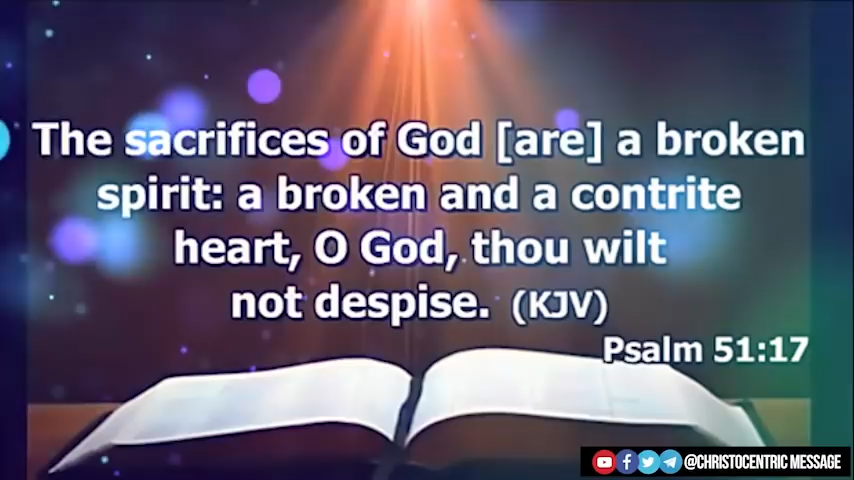 The sacrifices of God [are] a broken
spirit: a broken and a contrite
heart, O God, thou wilt
not despise. (KJV)
Psalm 51:17
@CHRISTOCENTRIC MESSAGE